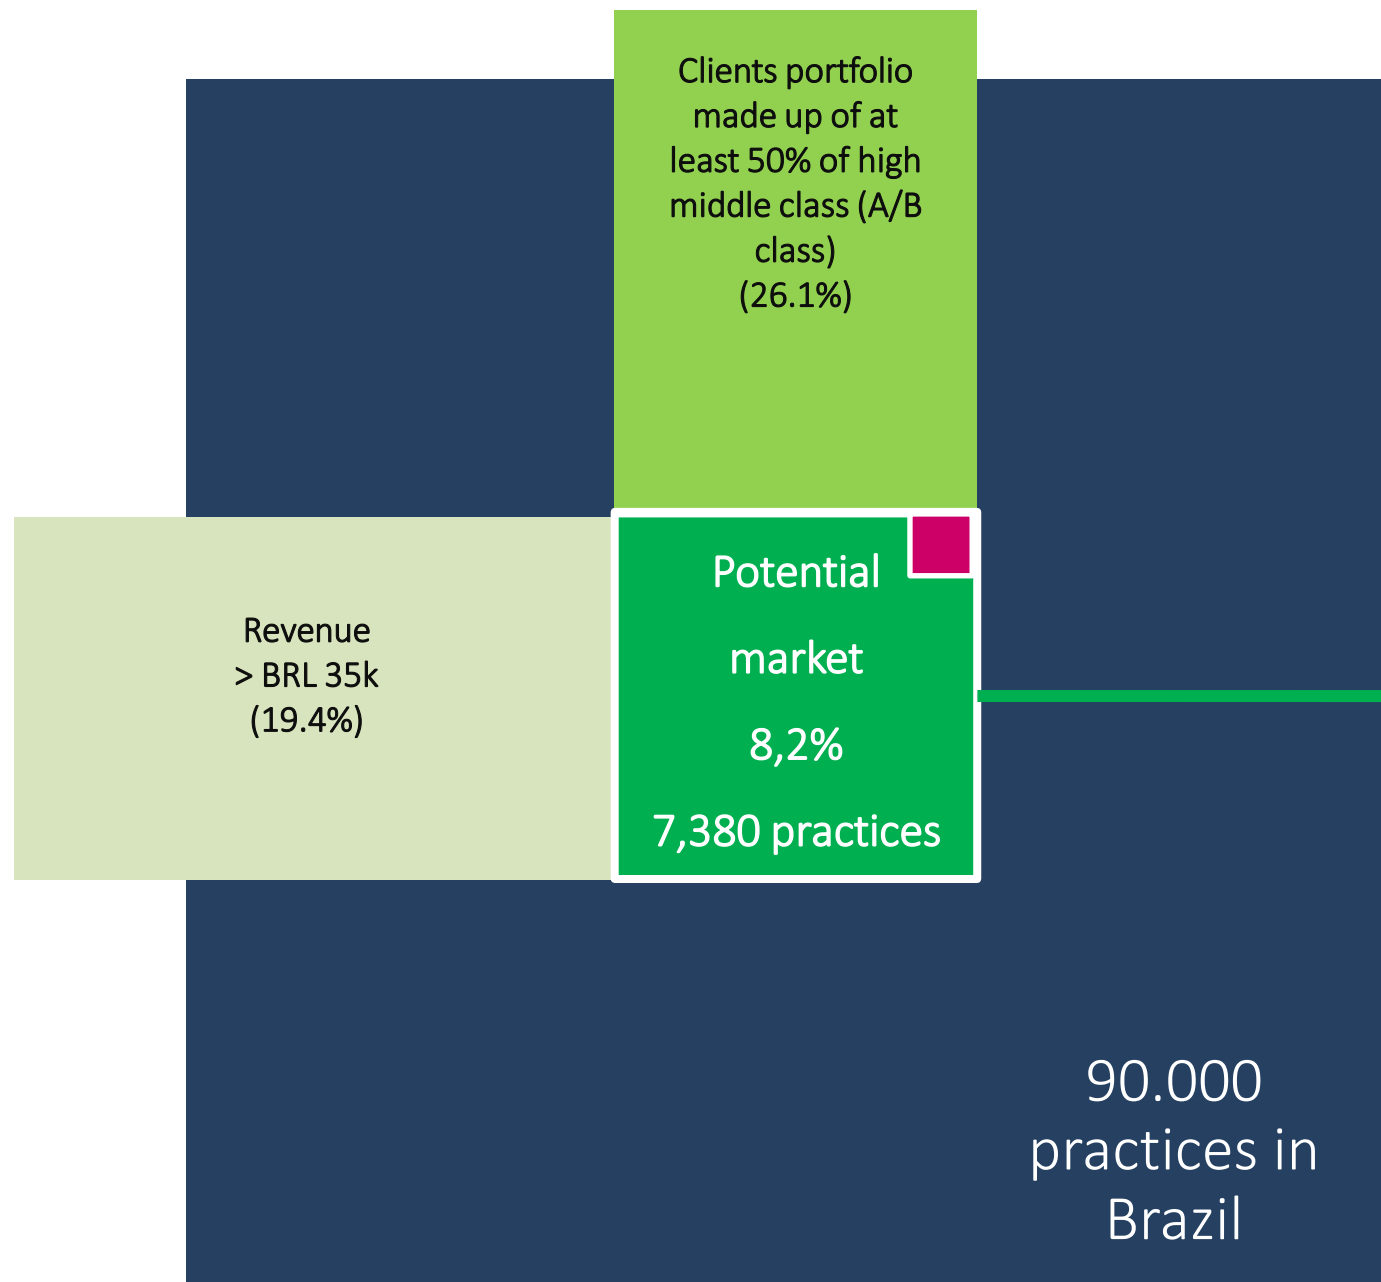 Clients portfolio
made up of at
least 50% of high
middle class (A/B
class)
(26.1%)
Revenue
> BRL 35k
(19.4%)
Potential
market
8,2%
7,380 practices
90.000
practices in
Brazil